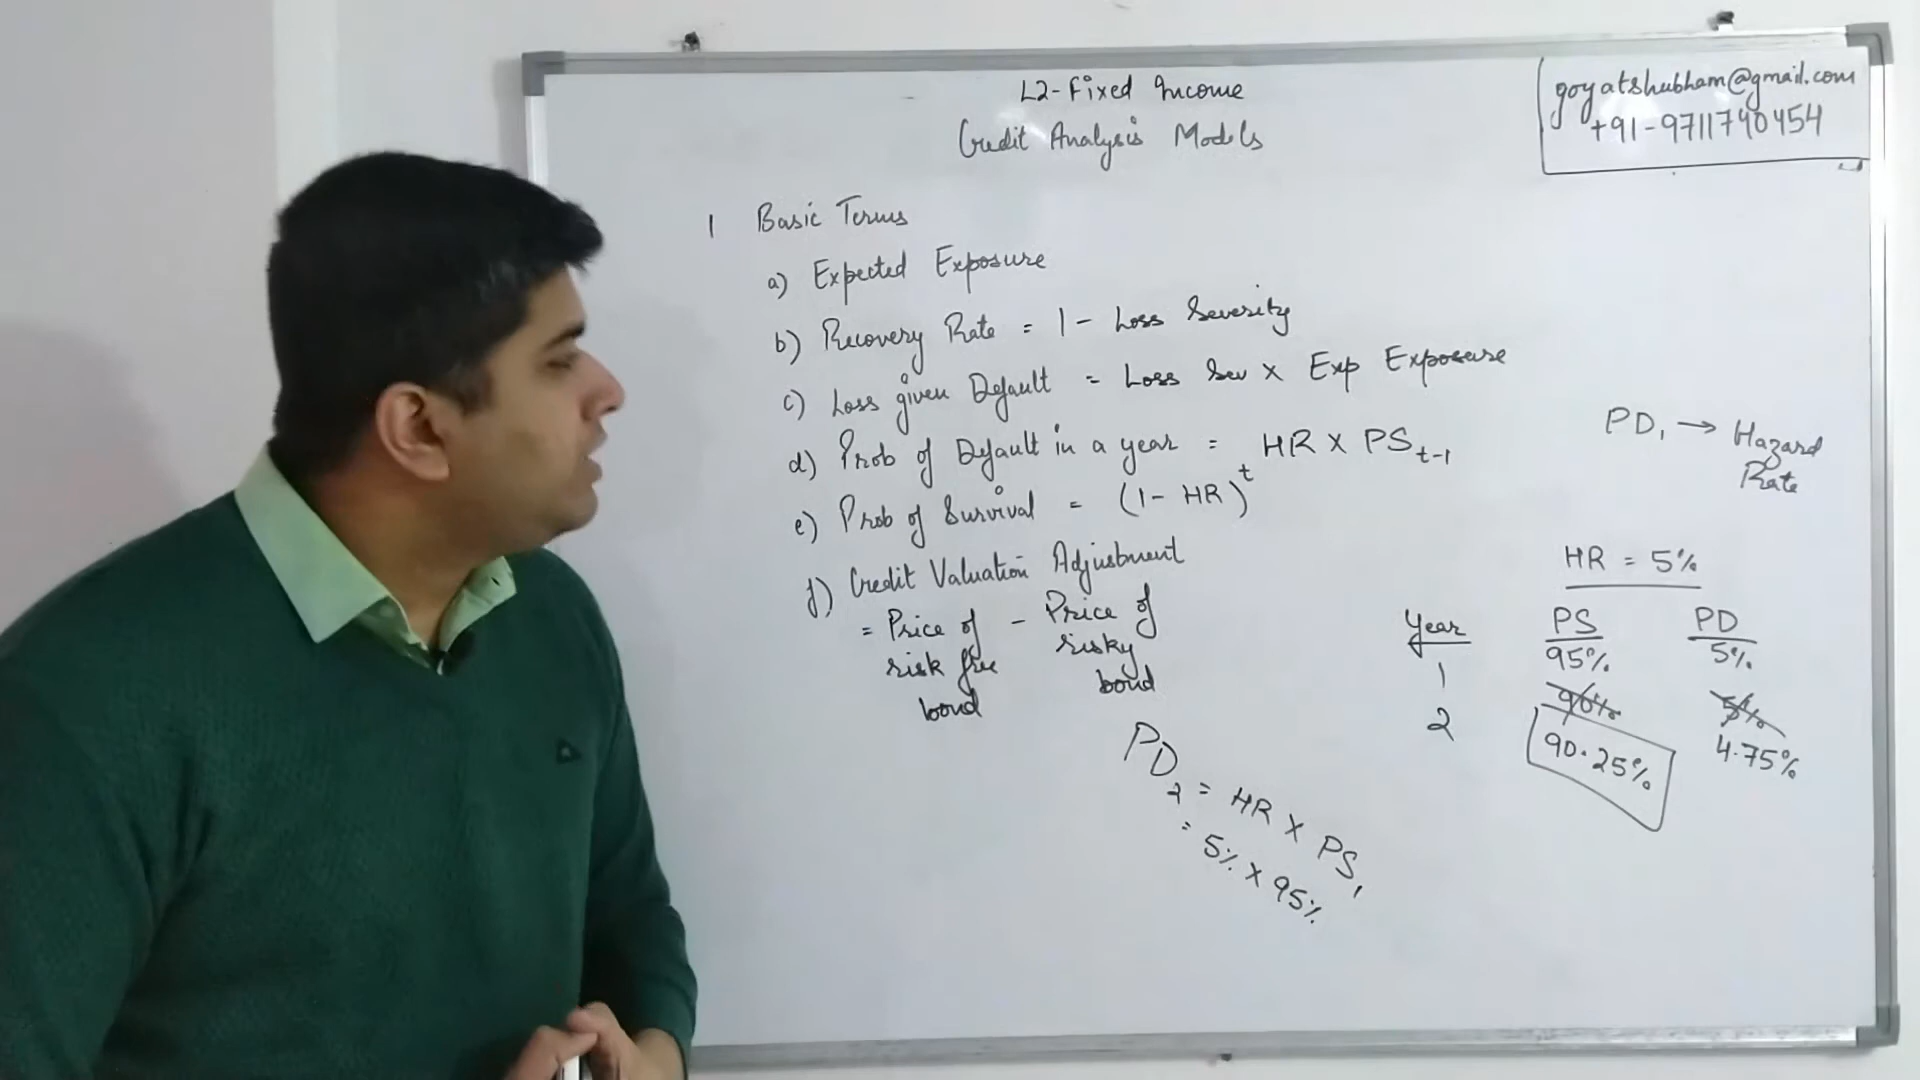 L2-Fixed Income
Credit Analysis Models
goyatshubham@gmail.com
+91-9711740454
1 Basic Terms
a) Expected Exposure
b) Recovery Rate = 1 - Loss Severity
c) Loss given Default = Loss Sev X Exp Exposure
d) Prob of Default in a year = HR X PS t-1
e) Prob of Survival = (1- HR)^t
f) Credit Valuation Adjustment
= Price of risk free bond - Price of risky bond
PD1 → Hazard
Rate
HR = 5%
Year PS PD
1 95% 5%
2 90% 5%
90.25% 4.75%
PD2 = HR X PS1
= 5% X 95%